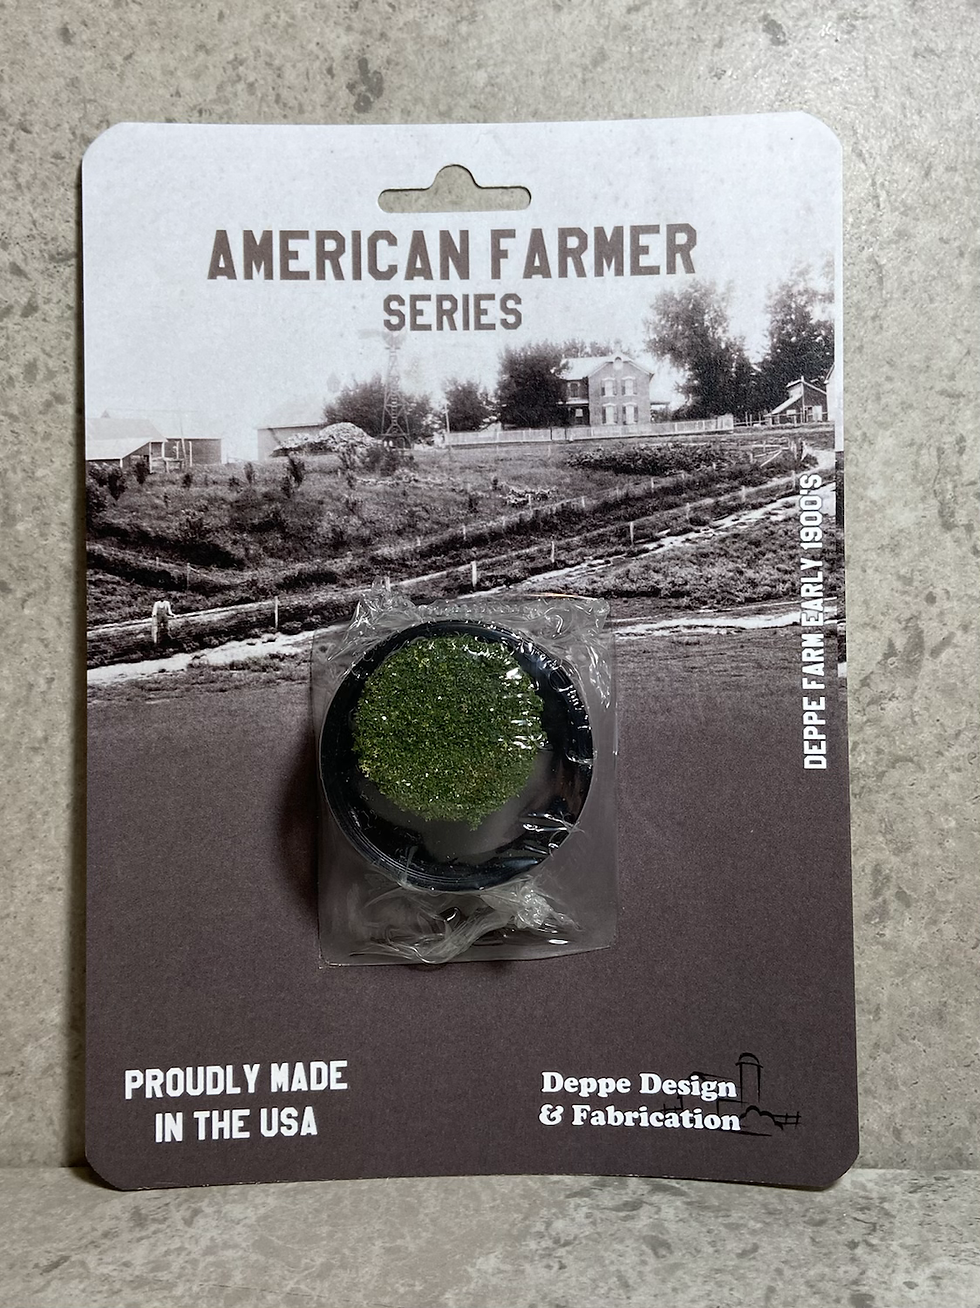 AMERICAN FARMER
SERIES
DEPPE FARM EARLY 1900'S
PROUDLY MADE
IN THE USA
Deppe Design
& Fabrication